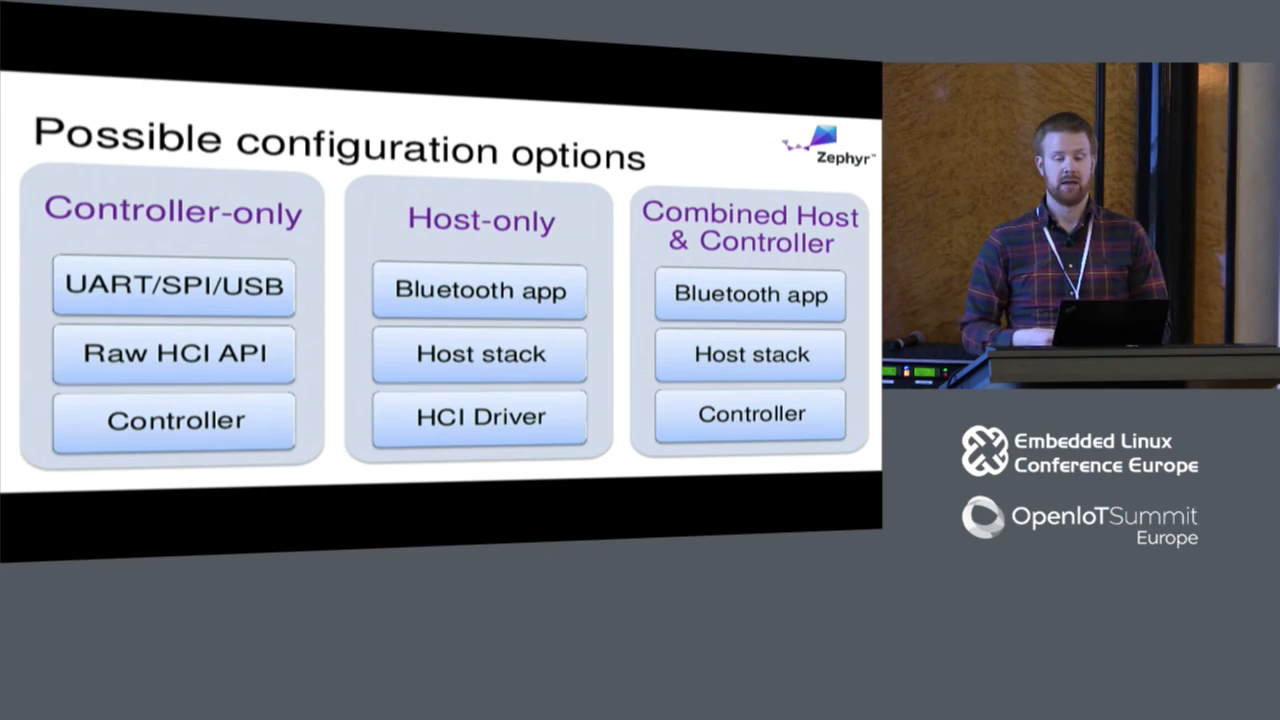 Possible configuration options
Zephyr™
Controller-only
UART/SPI/USB
Raw HCI API
Controller
Host-only
Bluetooth app
Host stack
HCI Driver
Combined Host
& Controller
Bluetooth app
Host stack
Controller
Embedded Linux
Conference Europe
OpenIoTSummit
Europe